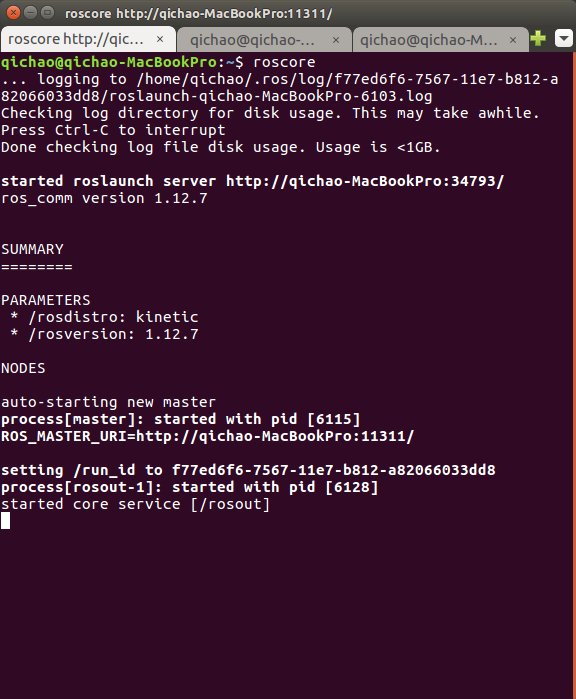 roscore http://qichao-MacBookPro:11311/
roscore http://qic... × qichao@qichao-... × qichao@qichao-M... ×
qichao@qichao-MacBookPro:~$ roscore
... logging to /home/qichao/.ros/log/f77ed6f6-7567-11e7-b812-a
82066033dd8/roslaunch-qichao-MacBookPro-6103.log
Checking log directory for disk usage. This may take awhile.
Press Ctrl-C to interrupt
Done checking log file disk usage. Usage is <1GB.
started roslaunch server http://qichao-MacBookPro:34793/
ros_comm version 1.12.7
SUMMARY
========
PARAMETERS
* /rosdistro: kinetic
* /rosversion: 1.12.7
NODES
auto-starting new master
process[master]: started with pid [6115]
ROS_MASTER_URI=http://qichao-MacBookPro:11311/
setting /run_id to f77ed6f6-7567-11e7-b812-a82066033dd8
process[rosout-1]: started with pid [6128]
started core service [/rosout]